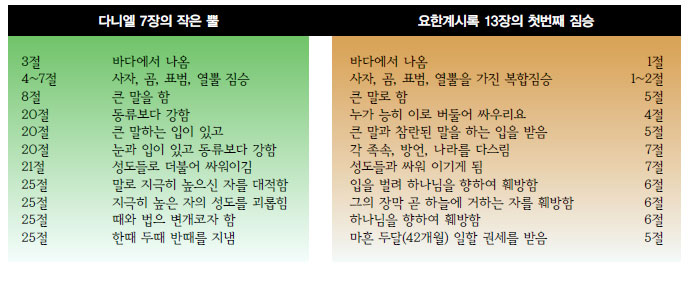 다니엘 7장의 작은 뿔
3절 바다에서 나옴
4~7절 사자, 곰, 표범, 열뿔 짐승
8절 큰 말을 함
20절 동류보다 강함
20절 큰 말하는 입이 있고
20절 눈과 입이 있고 동류보다 강함
21절 성도들로 더불어 싸워이김
25절 말로 지극히 높으신 자를 대적함
25절 지극히 높은 자의 성도를 괴롭힘
25절 때와 법으 변개코자 함
25절 한때 두때 반때를 지냄
요한계시록 13장의 첫번째 짐승
바다에서 나옴 1절
사자, 곰, 표범, 열뿔을 가진 복합짐승 1~2절
큰 말로 함 5절
누가 능히 이로 버둘어 싸우리요 4절
큰 말과 참란된 말을 하는 입을 받음 5절
각 족속, 방언, 나라를 다스림 7절
성도들과 싸워 이기게 됨 7절
입을 벌려 하나님을 향하여 훼방함 6절
그의 장막 곧 하늘에 거하는 자를 훼방함 6절
하나님을 향하여 훼방함 6절
마흔 두달(42개월) 일할 권세를 받음 5절